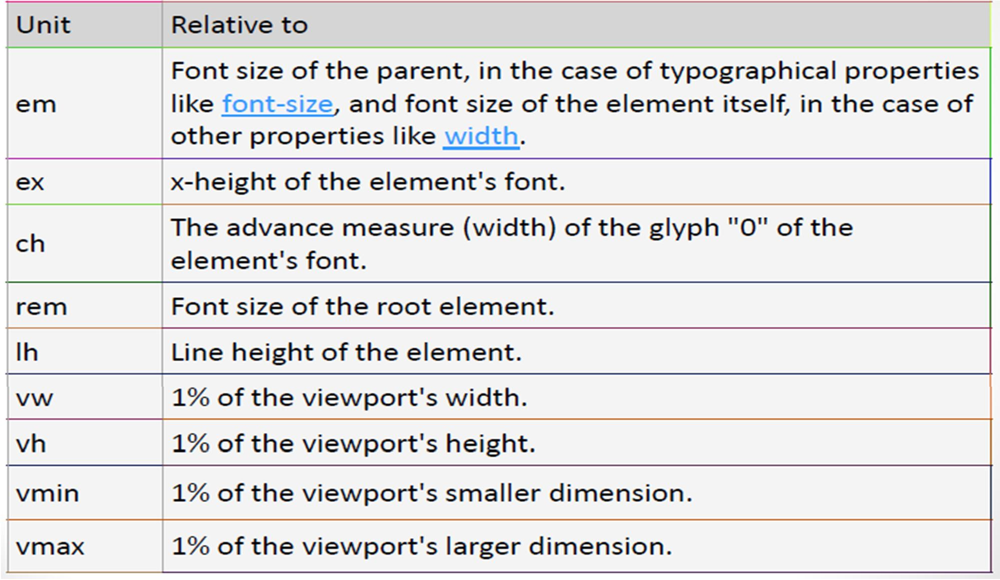 Unit
Relative to
em
Font size of the parent, in the case of typographical properties
like font-size, and font size of the element itself, in the case of
other properties like width.
ex
x-height of the element's font.
ch
The advance measure (width) of the glyph "0" of the
element's font.
rem
Font size of the root element.
lh
Line height of the element.
vw
1% of the viewport's width.
vh
1% of the viewport's height.
vmin
1% of the viewport's smaller dimension.
vmax
1% of the viewport's larger dimension.